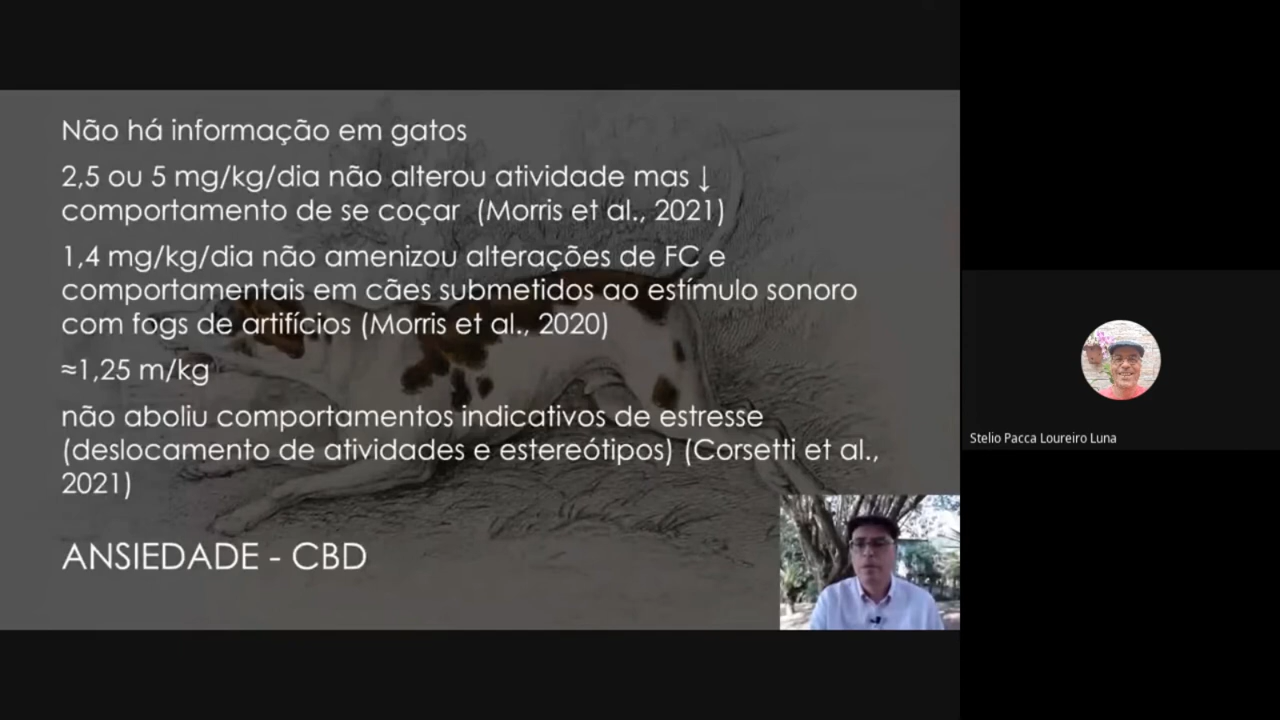 Não há informação em gatos
2,5 ou 5 mg/kg/dia não alterou atividade mas ↓
comportamento de se coçar (Morris et al., 2021)
1,4 mg/kg/dia não amenizou alterações de FC e
comportamentais em cães submetidos ao estímulo sonoro
com fogs de artifícios (Morris et al., 2020)
≈1,25 m/kg
não aboliu comportamentos indicativos de estresse
(deslocamento de atividades e estereótipos) (Corsetti et al.,
2021)
ANSIEDADE - CBD
Stelio Pacca Loureiro Luna